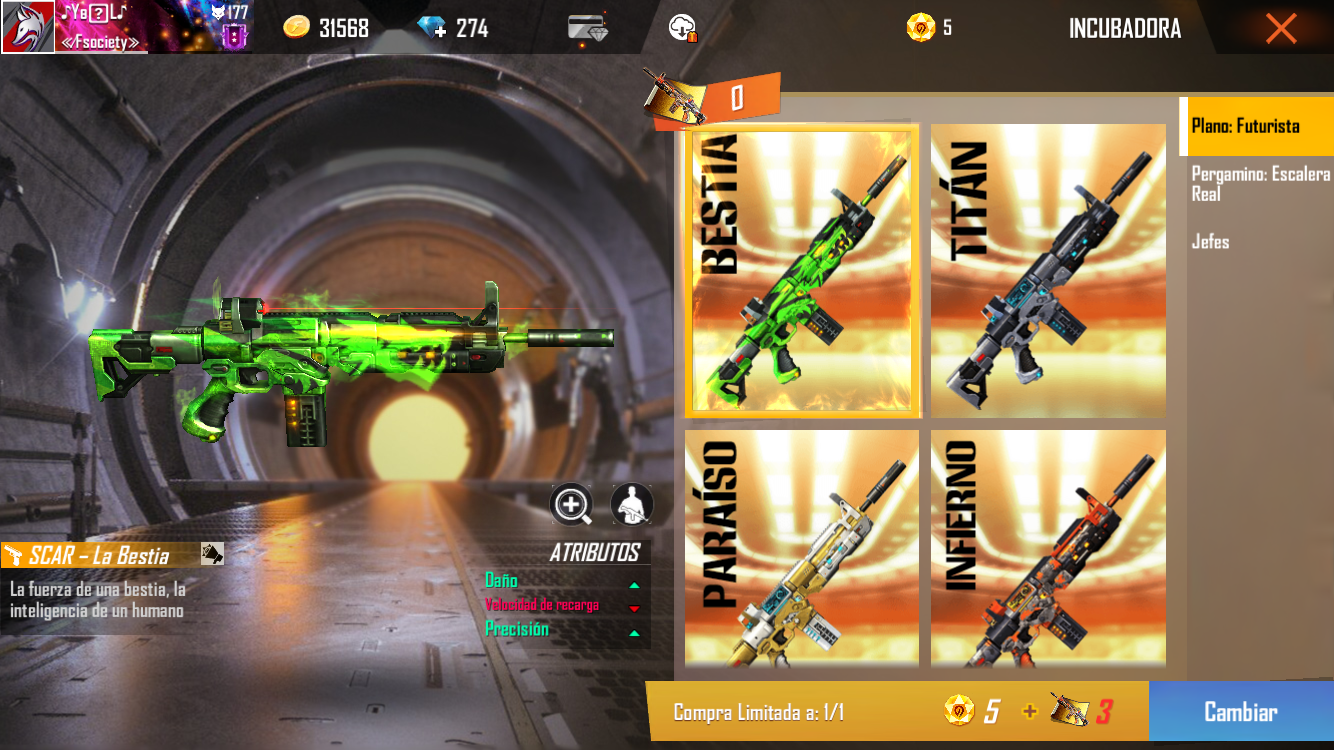 ♪Ya?L♪
≪Fsociety≫
177
31568
274
5
INCUBADORA
0
BESTIA
TITÁN
PARAÍSO
INFIERNO
Plano: Futurista
Pergamino: Escalera
Real
Jefes
SCAR – La Bestia
La fuerza de una bestia, la
inteligencia de un humano
ATRIBUTOS
Daño
Velocidad de recarga
Precisión
Compra Limitada a: 1/1
5 + 3
Cambiar